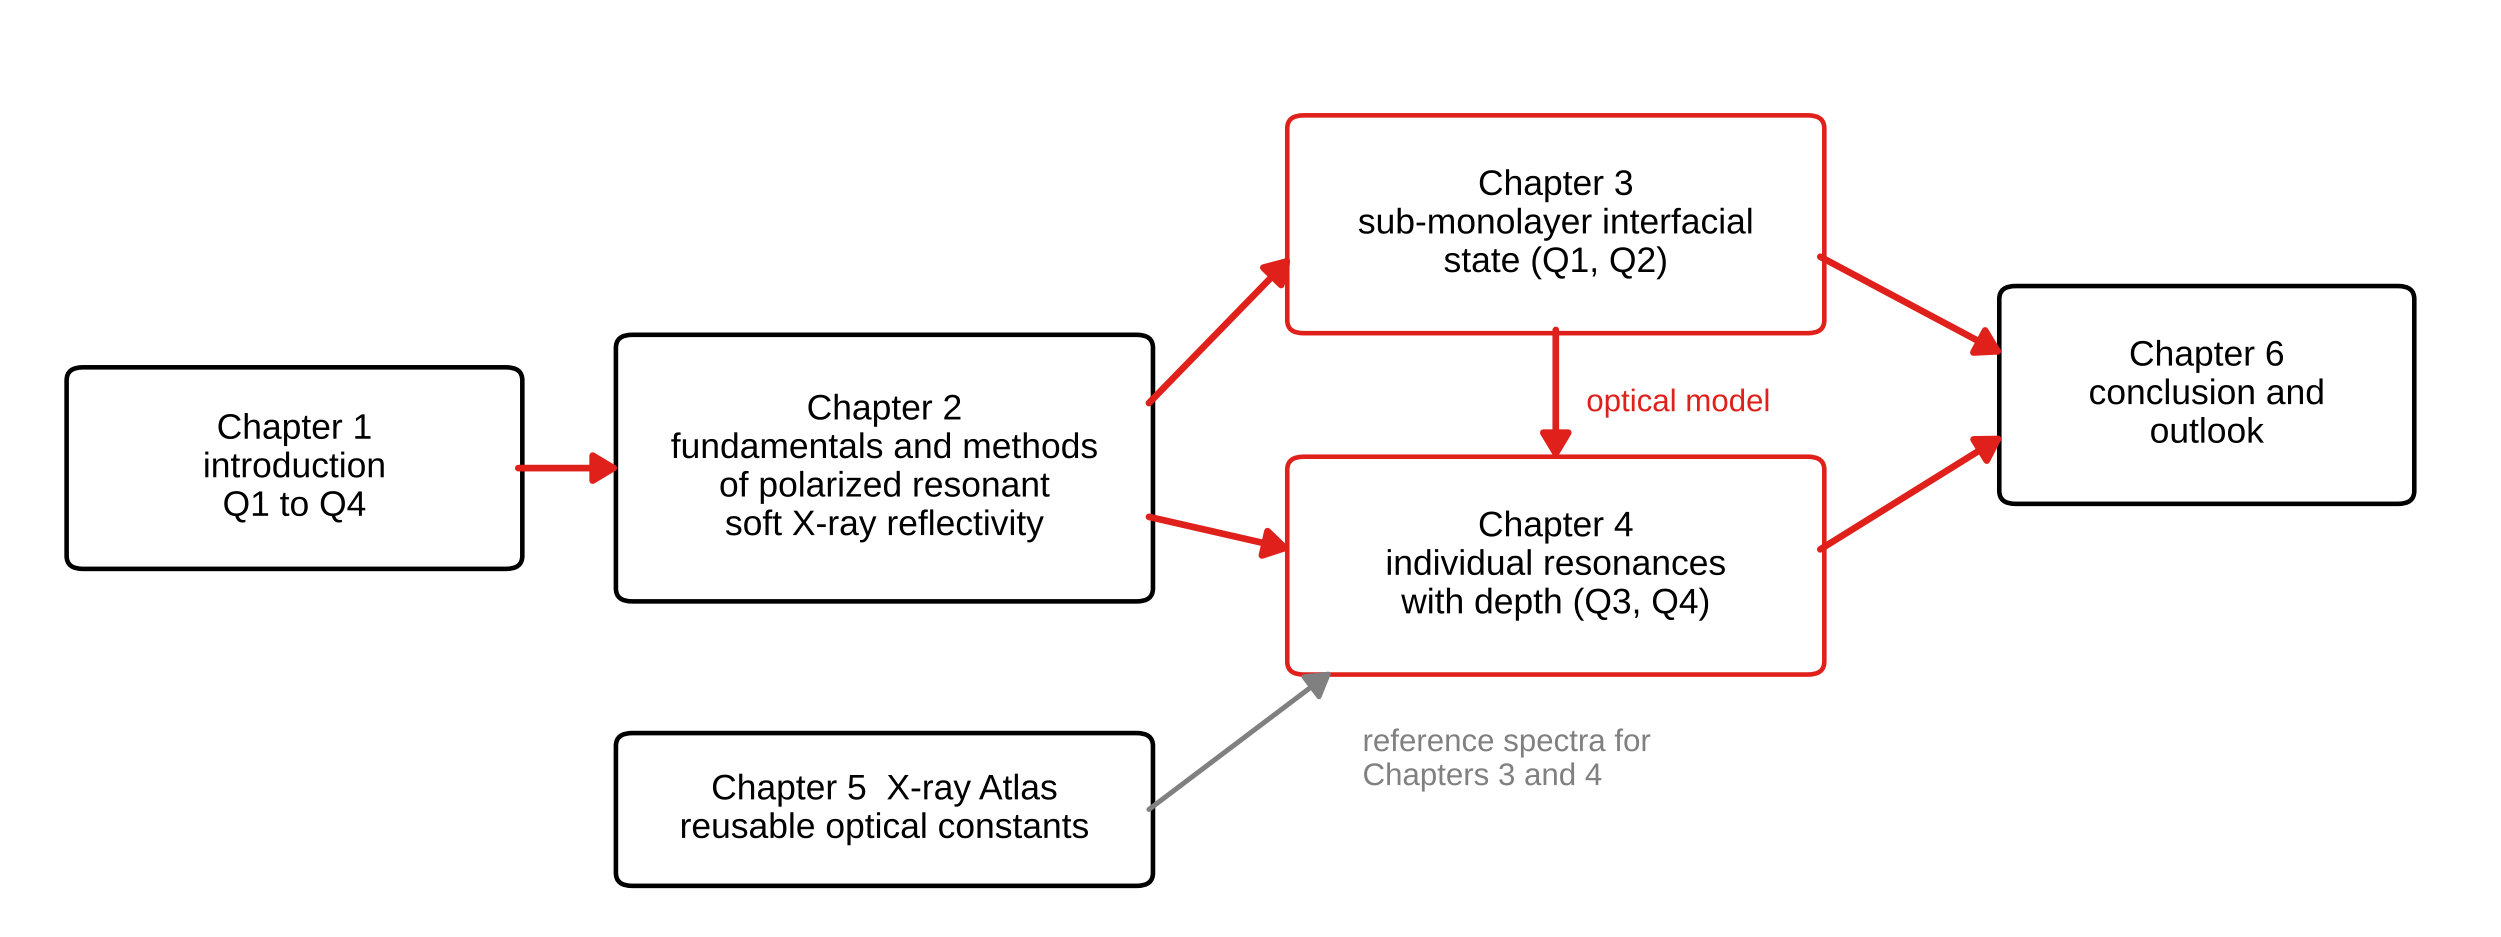 Chapter 1
introduction
Q1 to Q4
Chapter 2
fundamentals and methods
of polarized resonant
soft X-ray reflectivity
Chapter 3
sub-monolayer interfacial
state (Q1, Q2)
optical model
Chapter 4
individual resonances
with depth (Q3, Q4)
Chapter 5  X-ray Atlas
reusable optical constants
reference spectra for
Chapters 3 and 4
Chapter 6
conclusion and
outlook